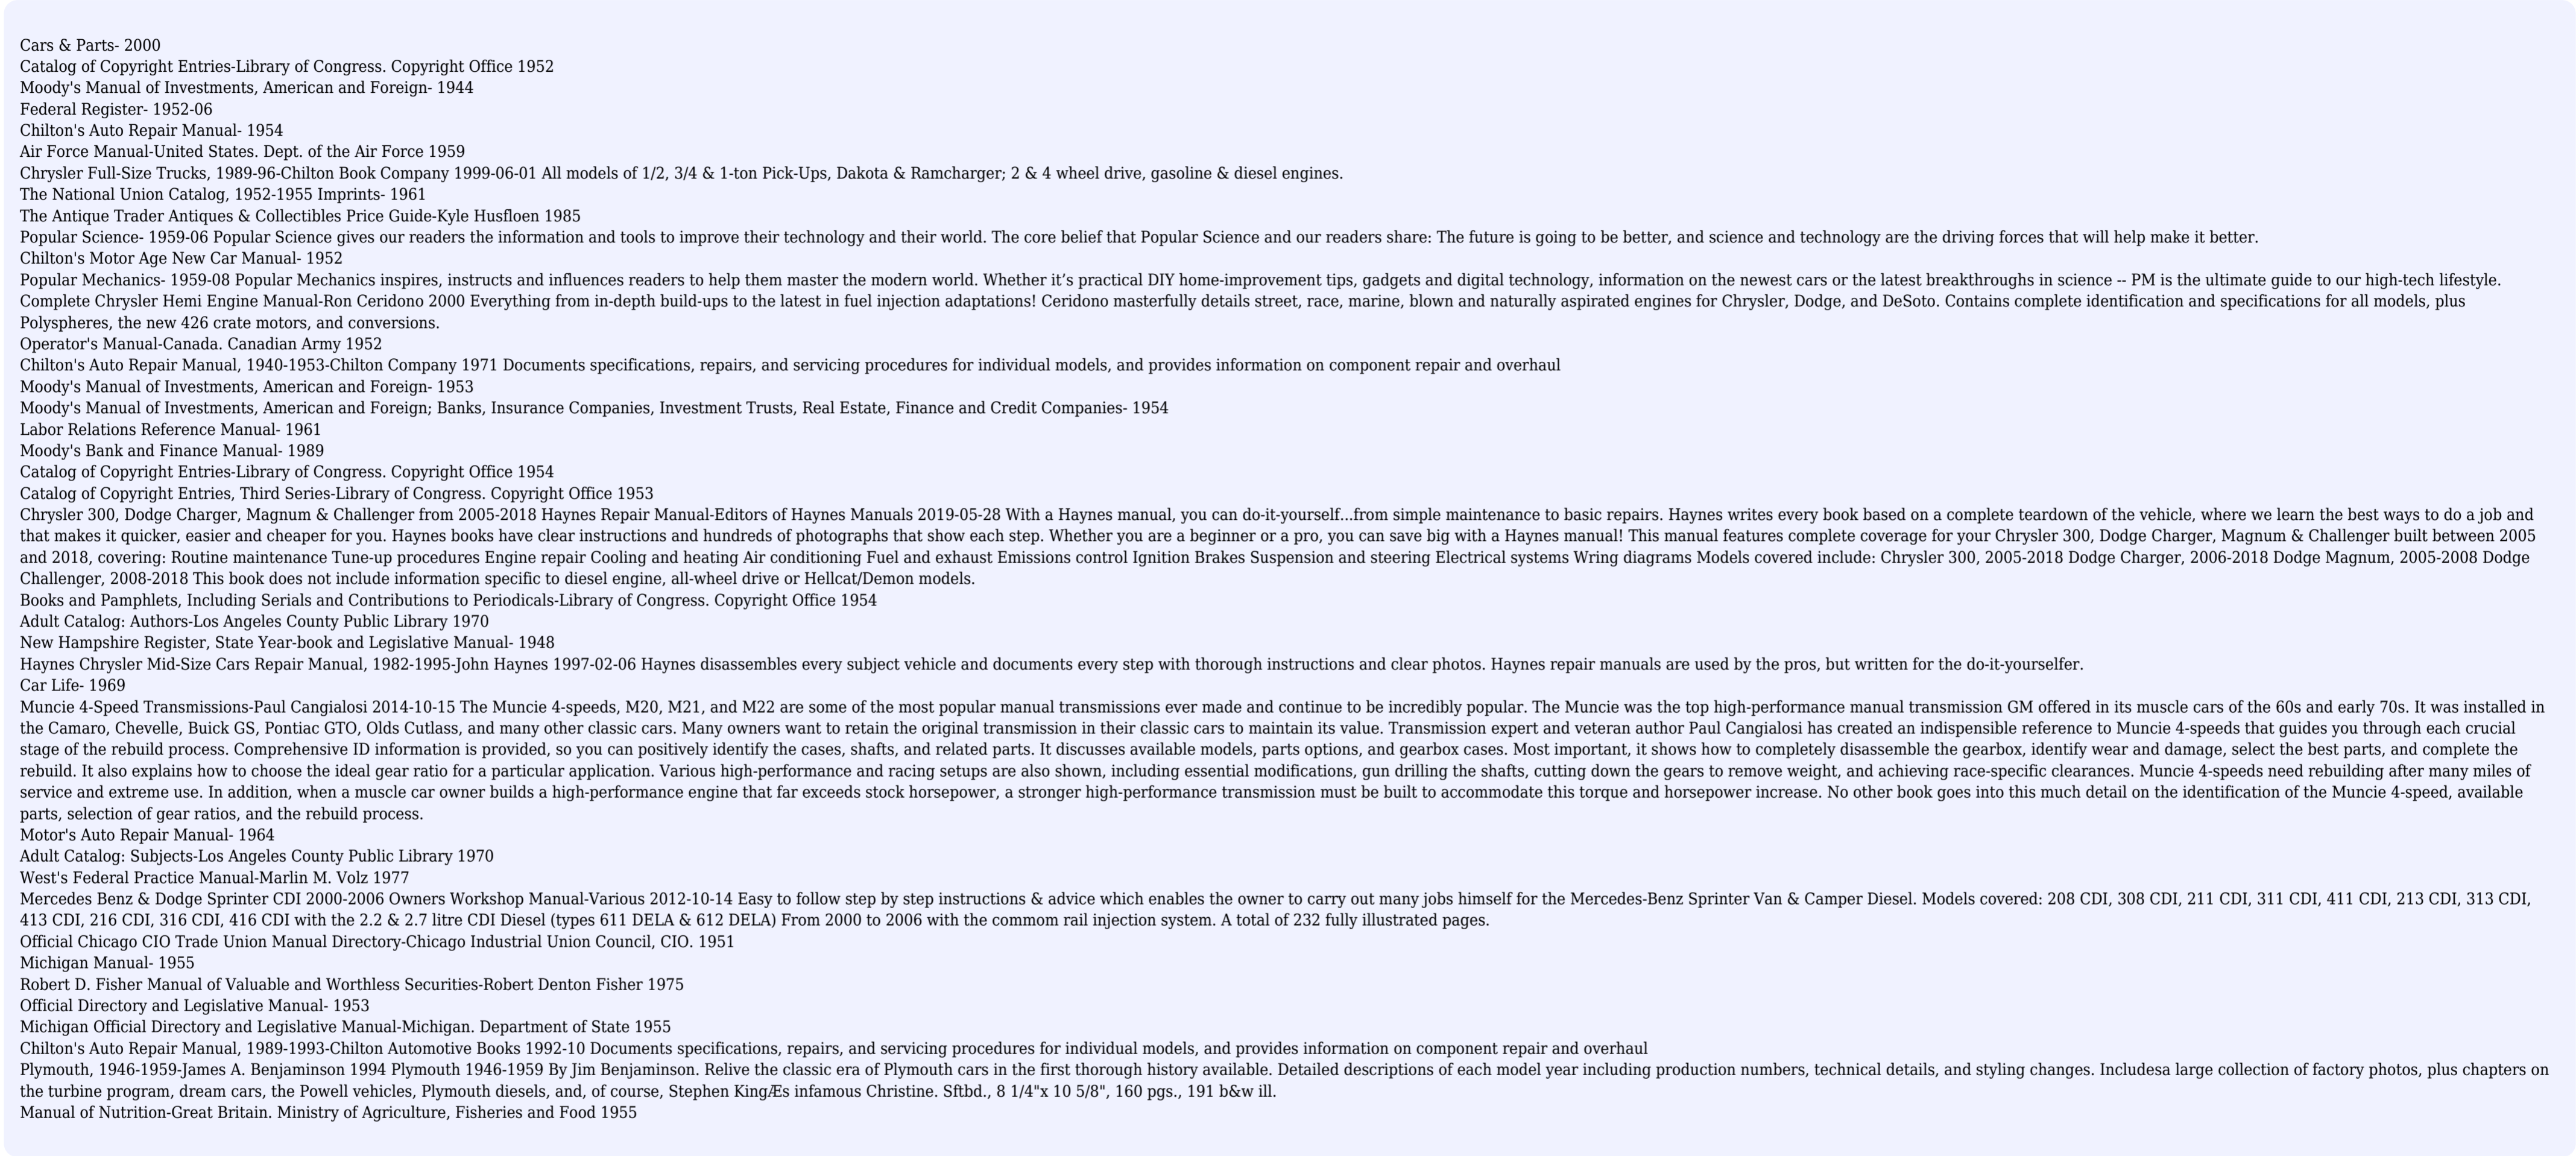 Cars & Parts- 2000
Catalog of Copyright Entries-Library of Congress. Copyright Office 1952
Moody's Manual of Investments, American and Foreign- 1944
Federal Register- 1952-06
Chilton's Auto Repair Manual- 1954
Air Force Manual-United States. Dept. of the Air Force 1959
Chrysler Full-Size Trucks, 1989-96-Chilton Book Company 1999-06-01 All models of 1/2, 3/4 & 1-ton Pick-Ups, Dakota & Ramcharger; 2 & 4 wheel drive, gasoline & diesel engines.
The National Union Catalog, 1952-1955 Imprints- 1961
The Antique Trader Antiques & Collectibles Price Guide-Kyle Husfloen 1985
Popular Science- 1959-06 Popular Science gives our readers the information and tools to improve their technology and their world. The core belief that Popular Science and our readers share: The future is going to be better, and science and technology are the driving forces that will help make it better.
Chilton's Motor Age New Car Manual- 1952
Popular Mechanics- 1959-08 Popular Mechanics inspires, instructs and influences readers to help them master the modern world. Whether it’s practical DIY home-improvement tips, gadgets and digital technology, information on the newest cars or the latest breakthroughs in science -- PM is the ultimate guide to our high-tech lifestyle.
Complete Chrysler Hemi Engine Manual-Ron Ceridono 2000 Everything from in-depth build-ups to the latest in fuel injection adaptations! Ceridono masterfully details street, race, marine, blown and naturally aspirated engines for Chrysler, Dodge, and DeSoto. Contains complete identification and specifications for all models, plus
Polyspheres, the new 426 crate motors, and conversions.
Operator's Manual-Canada. Canadian Army 1952
Chilton's Auto Repair Manual, 1940-1953-Chilton Company 1971 Documents specifications, repairs, and servicing procedures for individual models, and provides information on component repair and overhaul
Moody's Manual of Investments, American and Foreign- 1953
Moody's Manual of Investments, American and Foreign; Banks, Insurance Companies, Investment Trusts, Real Estate, Finance and Credit Companies- 1954
Labor Relations Reference Manual- 1961
Moody's Bank and Finance Manual- 1989
Catalog of Copyright Entries-Library of Congress. Copyright Office 1954
Catalog of Copyright Entries, Third Series-Library of Congress. Copyright Office 1953
Chrysler 300, Dodge Charger, Magnum & Challenger from 2005-2018 Haynes Repair Manual-Editors of Haynes Manuals 2019-05-28 With a Haynes manual, you can do-it-yourself...from simple maintenance to basic repairs. Haynes writes every book based on a complete teardown of the vehicle, where we learn the best ways to do a job and
that makes it quicker, easier and cheaper for you. Haynes books have clear instructions and hundreds of photographs that show each step. Whether you are a beginner or a pro, you can save big with a Haynes manual! This manual features complete coverage for your Chrysler 300, Dodge Charger, Magnum & Challenger built between 2005
and 2018, covering: Routine maintenance Tune-up procedures Engine repair Cooling and heating Air conditioning Fuel and exhaust Emissions control Ignition Brakes Suspension and steering Electrical systems Wring diagrams Models covered include: Chrysler 300, 2005-2018 Dodge Charger, 2006-2018 Dodge Magnum, 2005-2008 Dodge
Challenger, 2008-2018 This book does not include information specific to diesel engine, all-wheel drive or Hellcat/Demon models.
Books and Pamphlets, Including Serials and Contributions to Periodicals-Library of Congress. Copyright Office 1954
Adult Catalog: Authors-Los Angeles County Public Library 1970
New Hampshire Register, State Year-book and Legislative Manual- 1948
Haynes Chrysler Mid-Size Cars Repair Manual, 1982-1995-John Haynes 1997-02-06 Haynes disassembles every subject vehicle and documents every step with thorough instructions and clear photos. Haynes repair manuals are used by the pros, but written for the do-it-yourselfer.
Car Life- 1969
Muncie 4-Speed Transmissions-Paul Cangialosi 2014-10-15 The Muncie 4-speeds, M20, M21, and M22 are some of the most popular manual transmissions ever made and continue to be incredibly popular. The Muncie was the top high-performance manual transmission GM offered in its muscle cars of the 60s and early 70s. It was installed in
the Camaro, Chevelle, Buick GS, Pontiac GTO, Olds Cutlass, and many other classic cars. Many owners want to retain the original transmission in their classic cars to maintain its value. Transmission expert and veteran author Paul Cangialosi has created an indispensible reference to Muncie 4-speeds that guides you through each crucial
stage of the rebuild process. Comprehensive ID information is provided, so you can positively identify the cases, shafts, and related parts. It discusses available models, parts options, and gearbox cases. Most important, it shows how to completely disassemble the gearbox, identify wear and damage, select the best parts, and complete the
rebuild. It also explains how to choose the ideal gear ratio for a particular application. Various high-performance and racing setups are also shown, including essential modifications, gun drilling the shafts, cutting down the gears to remove weight, and achieving race-specific clearances. Muncie 4-speeds need rebuilding after many miles of
service and extreme use. In addition, when a muscle car owner builds a high-performance engine that far exceeds stock horsepower, a stronger high-performance transmission must be built to accommodate this torque and horsepower increase. No other book goes into this much detail on the identification of the Muncie 4-speed, available
parts, selection of gear ratios, and the rebuild process.
Motor's Auto Repair Manual- 1964
Adult Catalog: Subjects-Los Angeles County Public Library 1970
West's Federal Practice Manual-Marlin M. Volz 1977
Mercedes Benz & Dodge Sprinter CDI 2000-2006 Owners Workshop Manual-Various 2012-10-14 Easy to follow step by step instructions & advice which enables the owner to carry out many jobs himself for the Mercedes-Benz Sprinter Van & Camper Diesel. Models covered: 208 CDI, 308 CDI, 211 CDI, 311 CDI, 411 CDI, 213 CDI, 313 CDI,
413 CDI, 216 CDI, 316 CDI, 416 CDI with the 2.2 & 2.7 litre CDI Diesel (types 611 DELA & 612 DELA) From 2000 to 2006 with the commom rail injection system. A total of 232 fully illustrated pages.
Official Chicago CIO Trade Union Manual Directory-Chicago Industrial Union Council, CIO. 1951
Michigan Manual- 1955
Robert D. Fisher Manual of Valuable and Worthless Securities-Robert Denton Fisher 1975
Official Directory and Legislative Manual- 1953
Michigan Official Directory and Legislative Manual-Michigan. Department of State 1955
Chilton's Auto Repair Manual, 1989-1993-Chilton Automotive Books 1992-10 Documents specifications, repairs, and servicing procedures for individual models, and provides information on component repair and overhaul
Plymouth, 1946-1959-James A. Benjaminson 1994 Plymouth 1946-1959 By Jim Benjaminson. Relive the classic era of Plymouth cars in the first thorough history available. Detailed descriptions of each model year including production numbers, technical details, and styling changes. Includesa large collection of factory photos, plus chapters on
the turbine program, dream cars, the Powell vehicles, Plymouth diesels, and, of course, Stephen KingÆs infamous Christine. Sftbd., 8 1/4"x 10 5/8", 160 pgs., 191 b&w ill.
Manual of Nutrition-Great Britain. Ministry of Agriculture, Fisheries and Food 1955